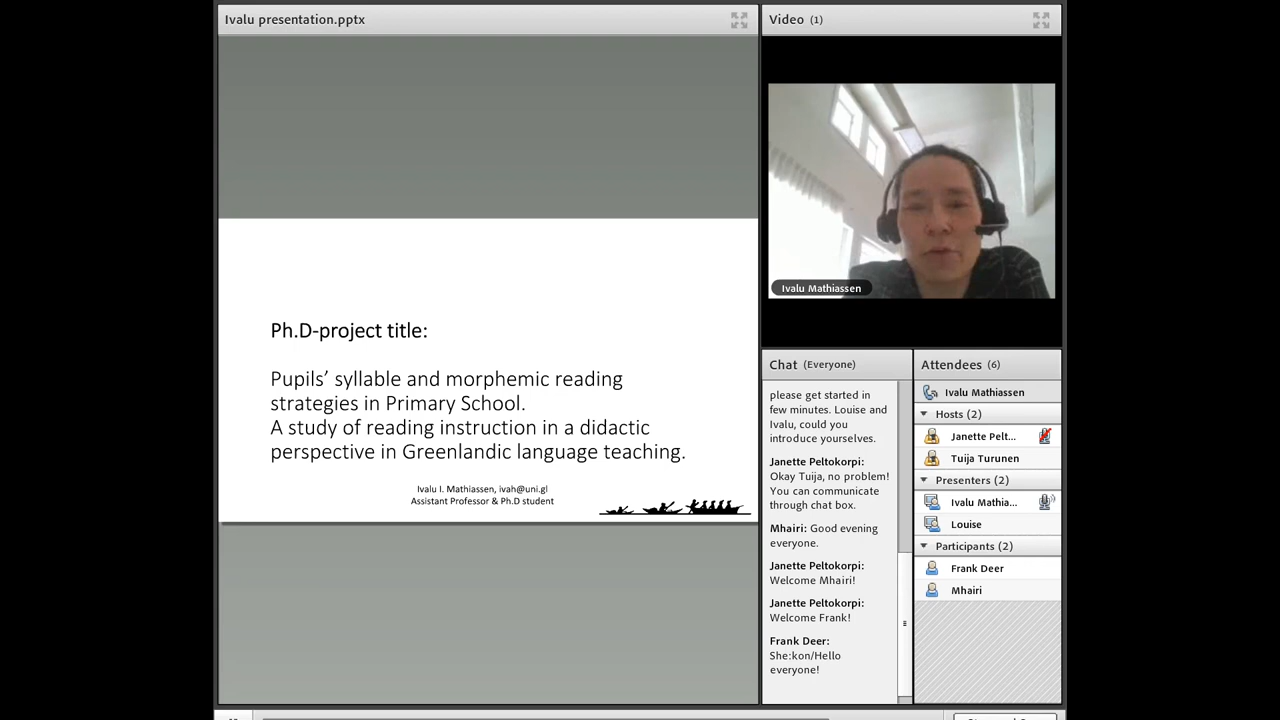 Ivalu presentation.pptx
Ph.D-project title:
Pupils’ syllable and morphemic reading
strategies in Primary School.
A study of reading instruction in a didactic
perspective in Greenlandic language teaching.
Ivalu I. Mathiassen, ivah@uni.gl
Assistant Professor & Ph.D student
Video (1)
Ivalu Mathiassen
Chat (Everyone)
please get started in
few minutes. Louise and
Ivalu, could you
introduce yourselves.
Janette Peltokorpi:
Okay Tuija, no problem!
You can communicate
through chat box.
Mhairi: Good evening
everyone.
Janette Peltokorpi:
Welcome Mhairi!
Janette Peltokorpi:
Welcome Frank!
Frank Deer:
She:kon/Hello
everyone!
Attendees (6)
Ivalu Mathiassen
Hosts (2)
Janette Pelt...
Tuija Turunen
Presenters (2)
Ivalu Mathia...
Louise
Participants (2)
Frank Deer
Mhairi